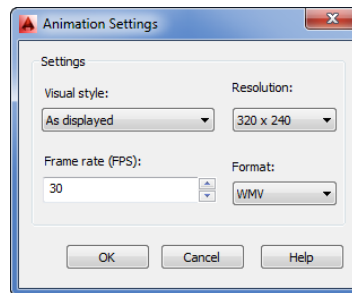 Animation Settings
Settings
Visual style:
Resolution:
As displayed
320 x 240
Frame rate (FPS):
Format:
30
WMV
OK
Cancel
Help